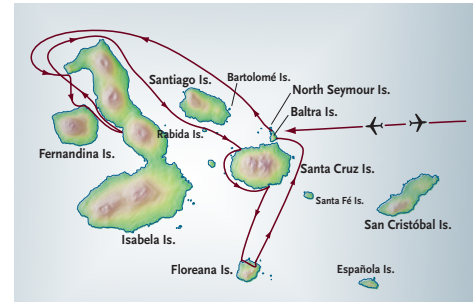 Santiago Is.
Bartolomé Is.
North Seymour Is.
Baltra Is.
Rabida Is.
Fernandina Is.
Santa Cruz Is.
Santa Fé Is.
San Cristóbal Is.
Isabela Is.
Floreana Is.
Española Is.